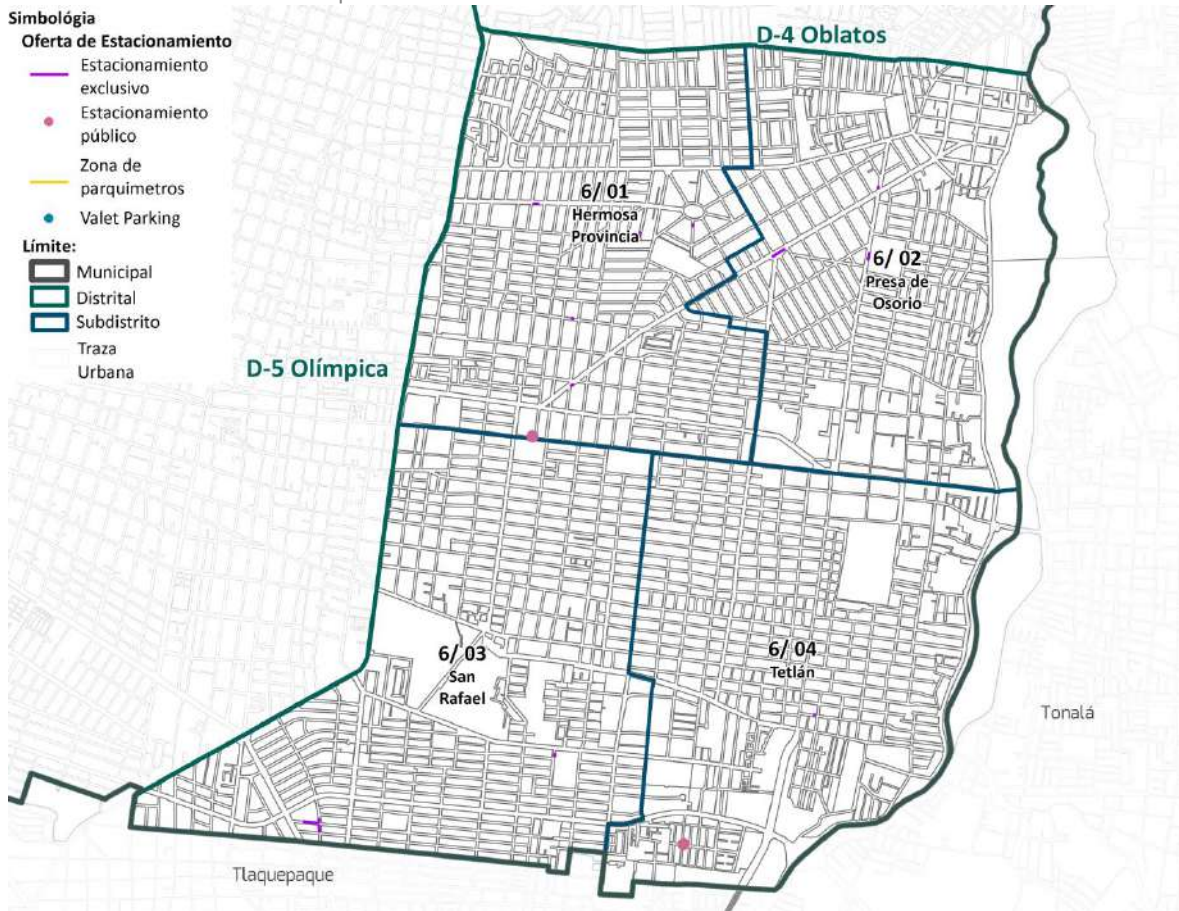 Simbológia
Oferta de Estacionamiento
Estacionamiento
exclusivo
Estacionamiento
público
Zona de
parquimetros
Valet Parking
Límite:
Municipal
Distrital
Subdistrito
Traza
Urbana
D-4 Oblatos
D-5 Olímpica
6/ 01
Hermosa
Provincia
6/ 02
Presa de
Osorio
6/ 03
San
Rafael
6/ 04
Tetlán
Tonalá
Tlaquepaque